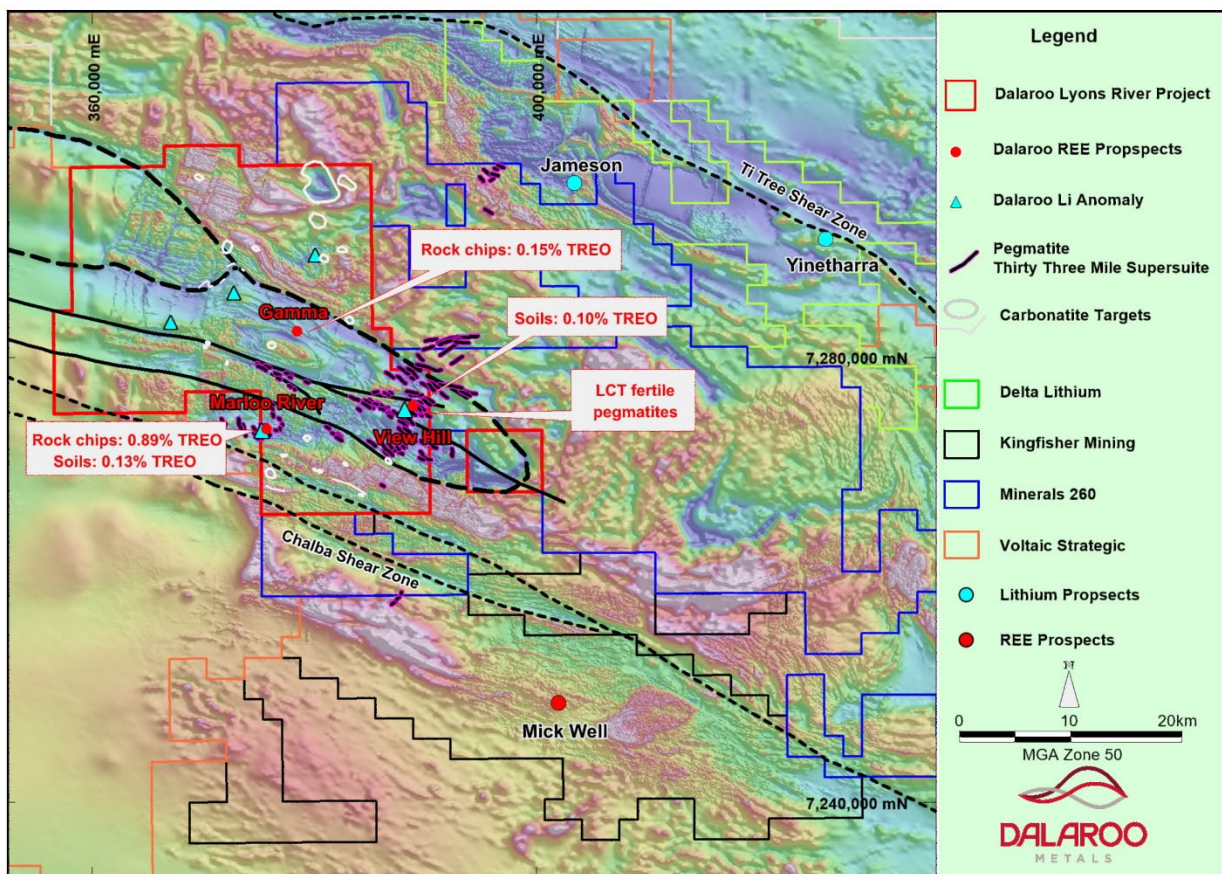 360,000 mE
400,000 mE
Jameson
Ti Tree Shear Zone
Yinetharra
Rock chips: 0.15% TREO
Gamma
Soils: 0.10% TREO
7,280,000 mN
LCT fertile
pegmatites
Marloo River
View Hill
Rock chips: 0.89% TREO
Soils: 0.13% TREO
Chalba Shear Zone
Mick Well
7,240,000 mN
Legend
Dalaroo Lyons River Project
Dalaroo REE Propspects
Dalaroo Li Anomaly
Pegmatite
Thirty Three Mile Supersuite
Carbonatite Targets
Delta Lithium
Kingfisher Mining
Minerals 260
Voltaic Strategic
Lithium Propsects
REE Prospects
N
0 10 20km
MGA Zone 50
DALAROO
METALS